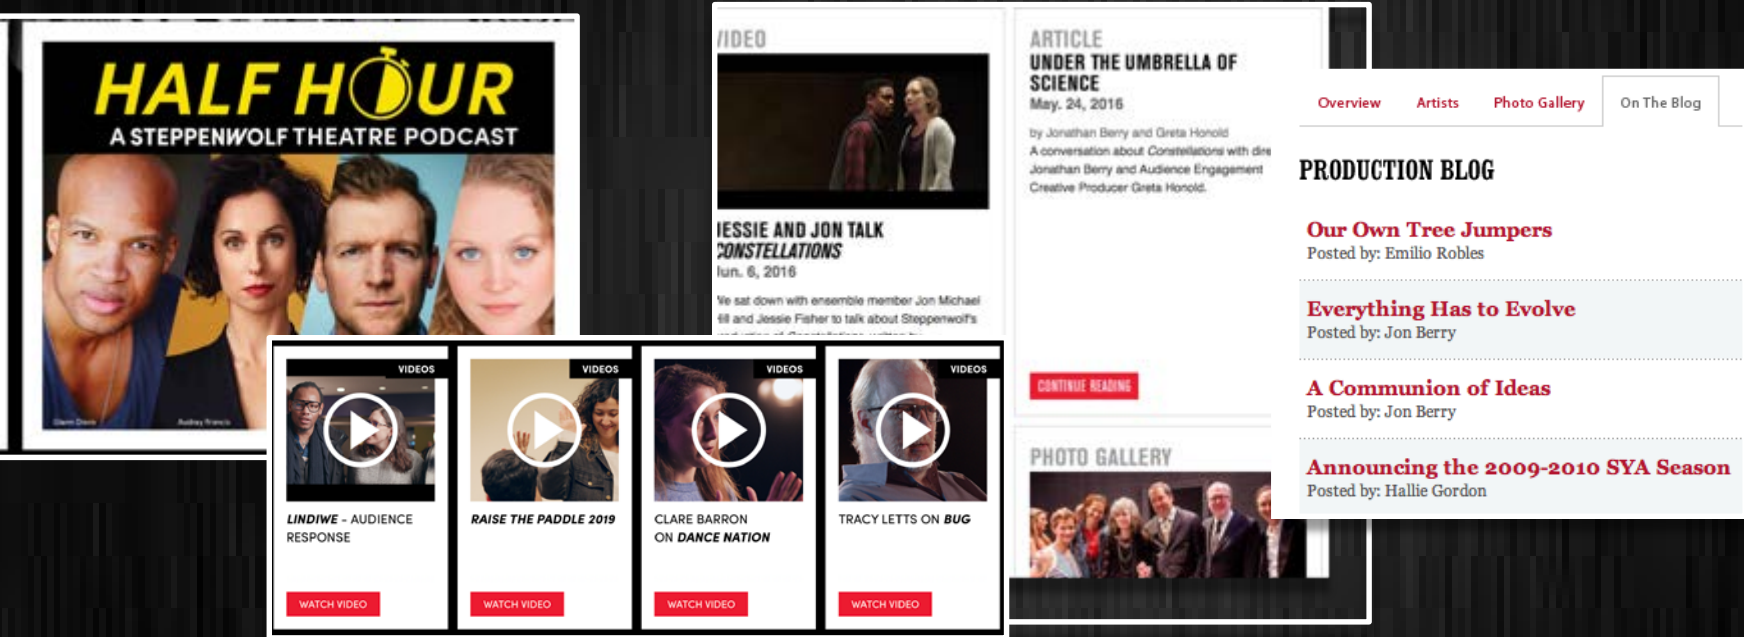 HALF HOUR
A STEPPENWOLF THEATRE PODCAST
Glenn Davis
Audrey Francis
VIDEO
JESSIE AND JON TALK
CONSTELLATIONS
Jun. 6, 2016
We sat down with ensemble member Jon Michael
Hill and Jessie Fisher to talk about Steppenwolf's
ARTICLE
UNDER THE UMBRELLA OF
SCIENCE
May. 24, 2016
by Jonathan Berry and Greta Honold
A conversation about Constellations with dire
Jonathan Berry and Audience Engagement
Creative Producer Greta Honold.
CONTINUE READING
PHOTO GALLERY
Overview Artists Photo Gallery On The Blog
PRODUCTION BLOG
Our Own Tree Jumpers
Posted by: Emilio Robles
Everything Has to Evolve
Posted by: Jon Berry
A Communion of Ideas
Posted by: Jon Berry
Announcing the 2009-2010 SYA Season
Posted by: Hallie Gordon
VIDEOS
LINDIWE - AUDIENCE
RESPONSE
WATCH VIDEO
VIDEOS
RAISE THE PADDLE 2019
WATCH VIDEO
VIDEOS
CLARE BARRON
ON DANCE NATION
WATCH VIDEO
VIDEOS
TRACY LETTS ON BUG
WATCH VIDEO